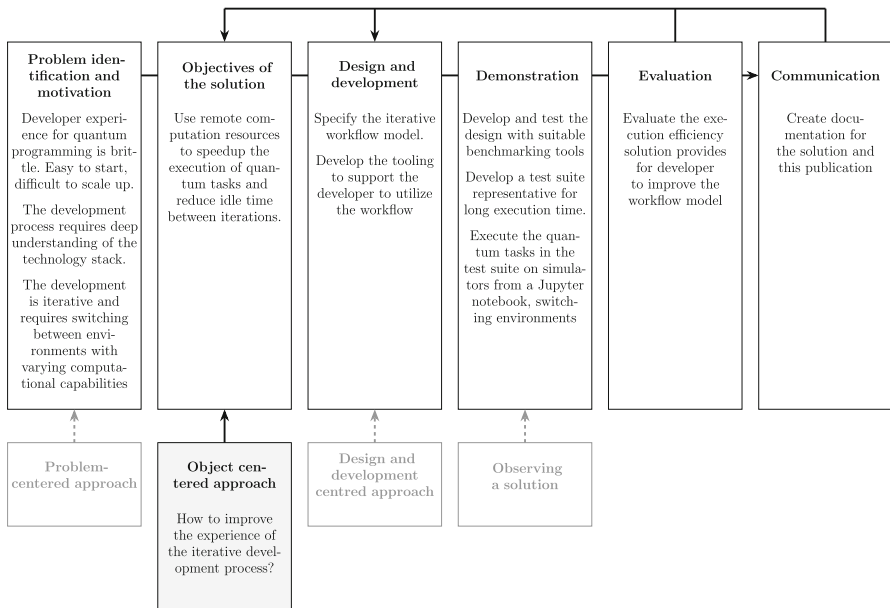 Problem iden-
tification and
motivation
Developer experi-
ence for quantum
programming is brit-
tle. Easy to start,
difficult to scale up.
The development
process requires deep
understanding of the
technology stack.
The development
is iterative and
requires switching
between envi-
ronments with
varying computa-
tional capabilities
Objectives of
the solution
Use remote com-
putation resources
to speedup the
execution of quan-
tum tasks and
reduce idle time
between iterations.
Design and
development
Specify the iterative
workflow model.
Develop the tooling
to support the
developer to utilize
the workflow
Demonstration
Develop and test the
design with suitable
benchmarking tools
Develop a test suite
representative for
long execution time.
Execute the quan-
tum tasks in the
test suite on simula-
tors from a Jupyter
notebook, switch-
ing environments
Evaluation
Evaluate the exe-
cution efficiency
solution provides
for developer
to improve the
workflow model
Communication
Create docu-
mentation for
the solution and
this publication
Problem-
centered approach
Object cen-
tered approach
How to improve
the experience of
the iterative devel-
opment process?
Design and
development
centred approach
Observing
a solution